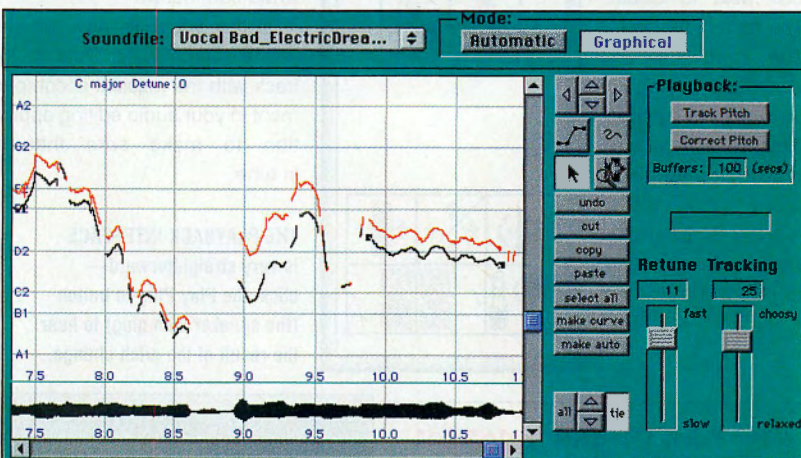 Mode:
Soundfile: Vocal Bad_ElectricDrea... Automatic Graphical
C major Detune:0
A2
G2
F2
E2
D2
C2
B1
A1
7.5 8.0 8.5 9.0 9.5 10.0 10.5 11
7.5 8.0 8.5 9.0 9.5 10.0 10.5 11
undo
cut
copy
paste
select all
make curve
make auto
all tie
Playback:
Track Pitch
Correct Pitch
Buffers: 100 (secs)
Retune Tracking
11 25
fast choosy
slow relaxed